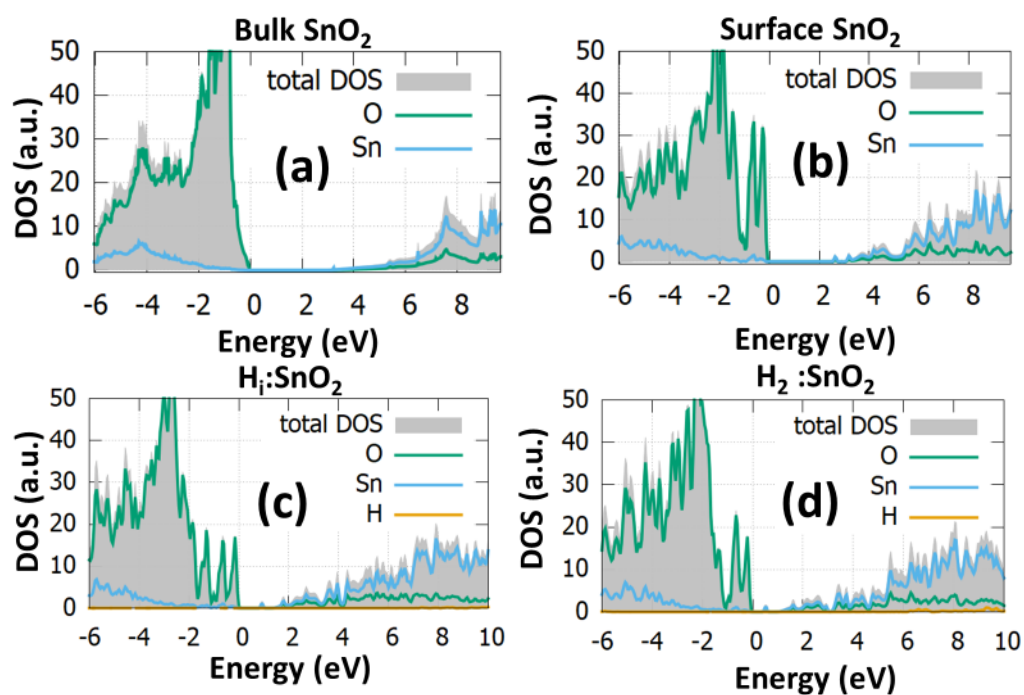 Bulk SnO₂
50
40
30
20
10
0
DOS (a.u.)
total DOS
O
Sn
(a)
-6 -4 -2 0 2 4 6 8
Energy (eV)
Surface SnO₂
50
40
30
20
10
0
DOS (a.u.)
total DOS
O
Sn
(b)
-6 -4 -2 0 2 4 6 8
Energy (eV)
Hᵢ:SnO₂
50
40
30
20
10
0
DOS (a.u.)
total DOS
O
Sn
H
(c)
-6 -4 -2 0 2 4 6 8 10
Energy (eV)
H₂ :SnO₂
50
40
30
20
10
0
DOS (a.u.)
total DOS
O
Sn
H
(d)
-6 -4 -2 0 2 4 6 8 10
Energy (eV)